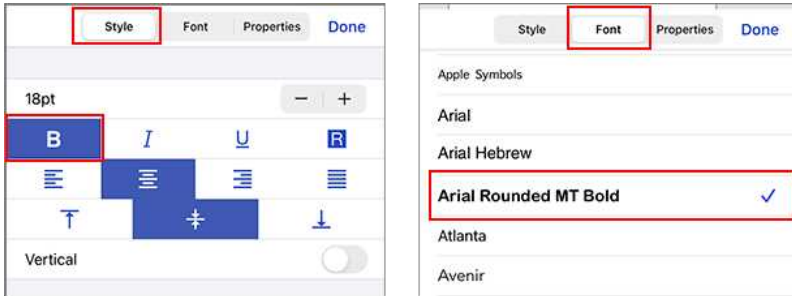 Style Font Properties Done
18pt − +
B I U R
Vertical
Style Font Properties Done
Apple Symbols
Arial
Arial Hebrew
Arial Rounded MT Bold
Atlanta
Avenir